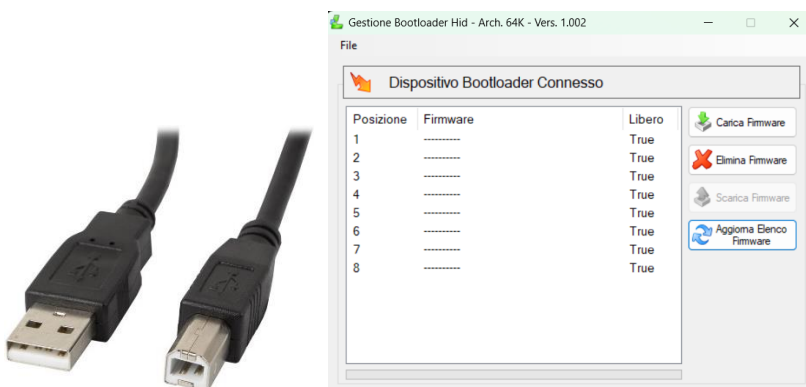 Gestione Bootloader Hid - Arch. 64K - Vers. 1.002
File
Dispositivo Bootloader Connesso
Posizione Firmware Libero
1 ---------- True
2 ---------- True
3 ---------- True
4 ---------- True
5 ---------- True
6 ---------- True
7 ---------- True
8 ---------- True
Carica Firmware
Elimina Firmware
Scarica Firmware
Aggiorna Elenco
Firmware